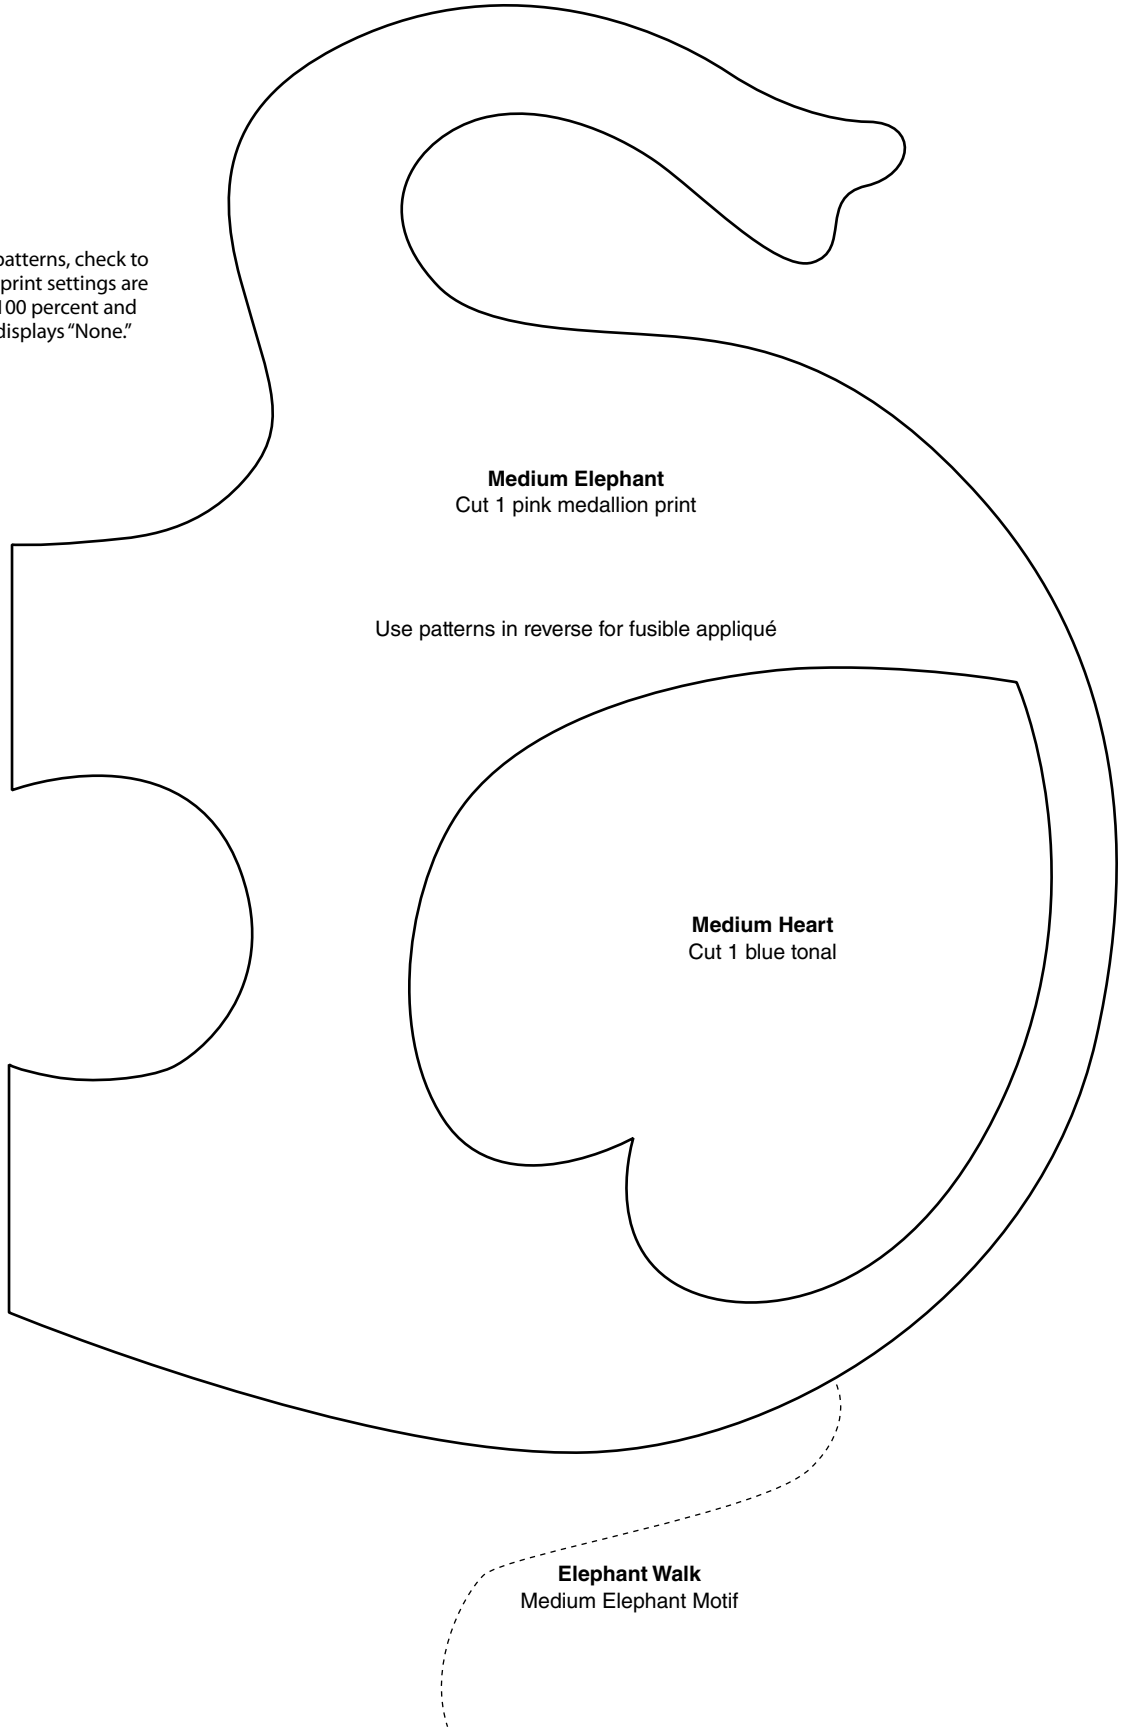 patterns, check to
print settings are
100 percent and
displays “None.”
Medium Elephant
Cut 1 pink medallion print
Use patterns in reverse for fusible appliqué
Medium Heart
Cut 1 blue tonal
Elephant Walk
Medium Elephant Motif